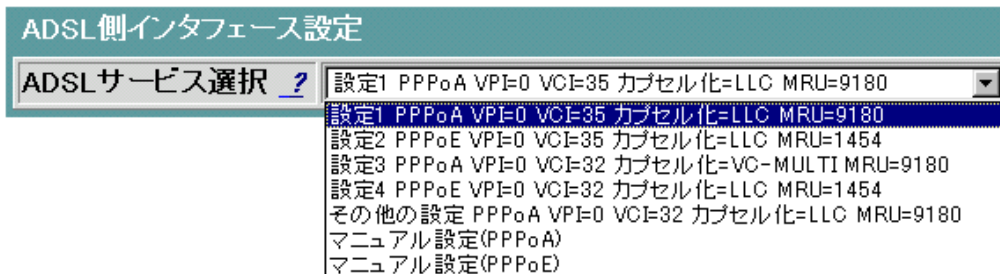 ADSL側インタフェース設定
ADSLサービス選択 ? 設定1 PPPoA VPI=0 VCI=35 カプセル化=LLC MRU=9180
設定1 PPPoA VPI=0 VCI=35 カプセル化=LLC MRU=9180
設定2 PPPoE VPI=0 VCI=35 カプセル化=LLC MRU=1454
設定3 PPPoA VPI=0 VCI=32 カプセル化=VC-MULTI MRU=9180
設定4 PPPoE VPI=0 VCI=32 カプセル化=LLC MRU=1454
その他の設定 PPPoA VPI=0 VCI=32 カプセル化=LLC MRU=9180
マニュアル設定(PPPoA)
マニュアル設定(PPPoE)